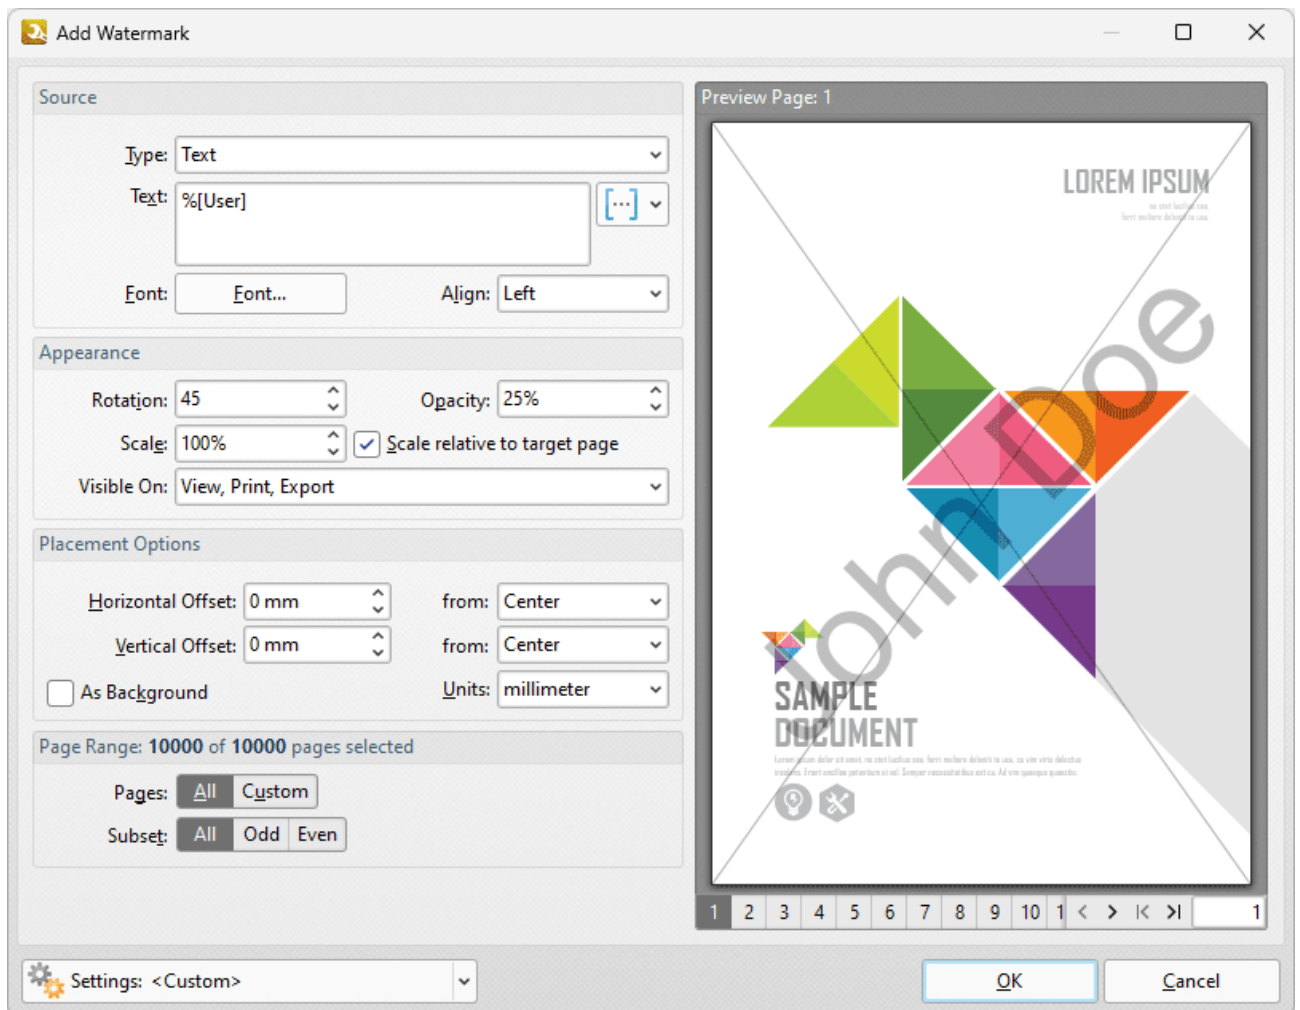 Add Watermark
Source
Type: Text
Text: %[User]
Font: Font... Align: Left
Appearance
Rotation: 45 Opacity: 25%
Scale: 100% Scale relative to target page
Visible On: View, Print, Export
Placement Options
Horizontal Offset: 0 mm from: Center
Vertical Offset: 0 mm from: Center
As Background Units: millimeter
Page Range: 10000 of 10000 pages selected
Pages: All Custom
Subset: All Odd Even
Preview Page: 1
LOREM IPSUM
John Doe
SAMPLE
DOCUMENT
1 2 3 4 5 6 7 8 9 10 1 1
Settings: <Custom>
OK Cancel